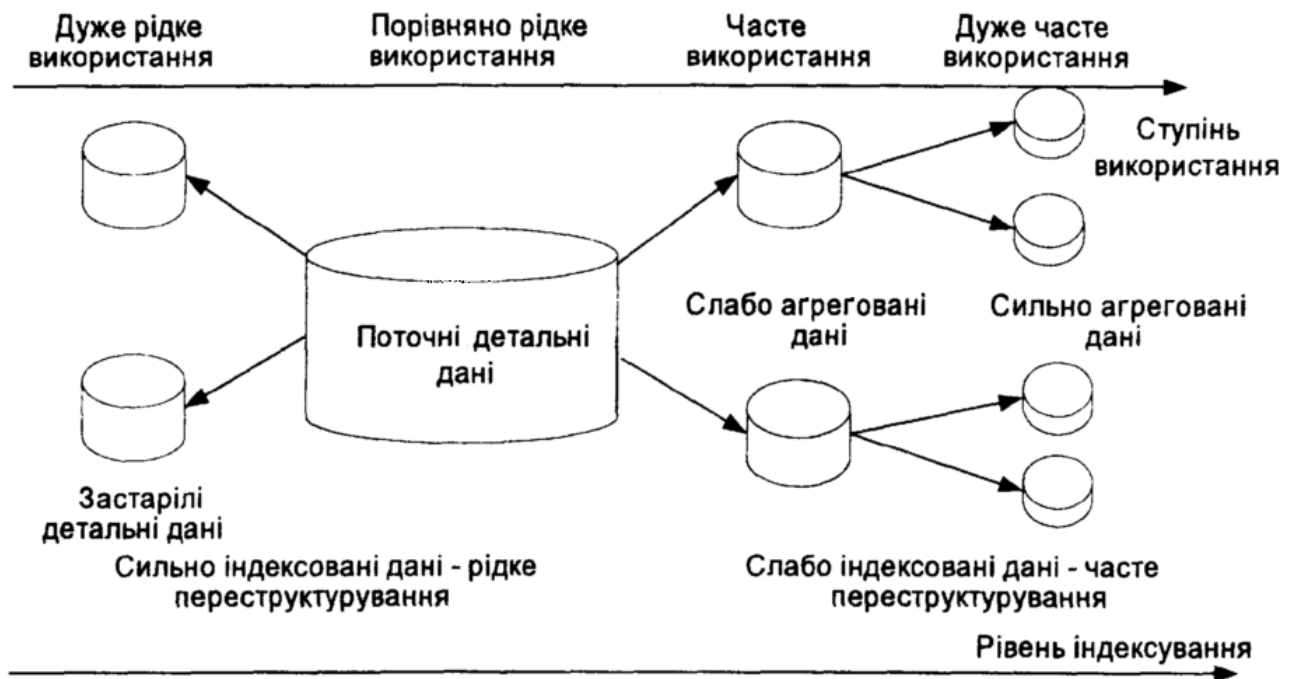 Дуже рідке
використання
Порівняно рідке
використання
Часте
використання
Дуже часте
використання
Ступінь
використання
Поточні детальні
дані
Слабо агреговані
дані
Сильно агреговані
дані
Застарілі
детальні дані
Сильно індексовані дані - рідке
переструктурування
Слабо індексовані дані - часте
переструктурування
Рівень індексування